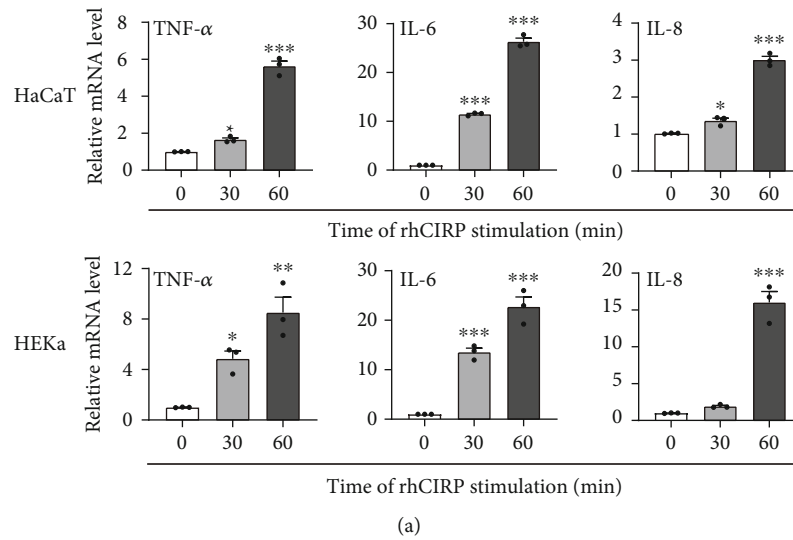 HaCaT
Relative mRNA level
TNF-α
8
6
4
2
0
*
***
0 30 60
IL-6
30
20
10
0
***
***
0 30 60
IL-8
4
3
2
1
0
*
***
0 30 60
Time of rhCIRP stimulation (min)
HEKa
Relative mRNA level
TNF-α
12
8
4
0
*
**
0 30 60
IL-6
30
20
10
0
***
***
0 30 60
IL-8
20
15
10
5
0
***
0 30 60
Time of rhCIRP stimulation (min)
(a)